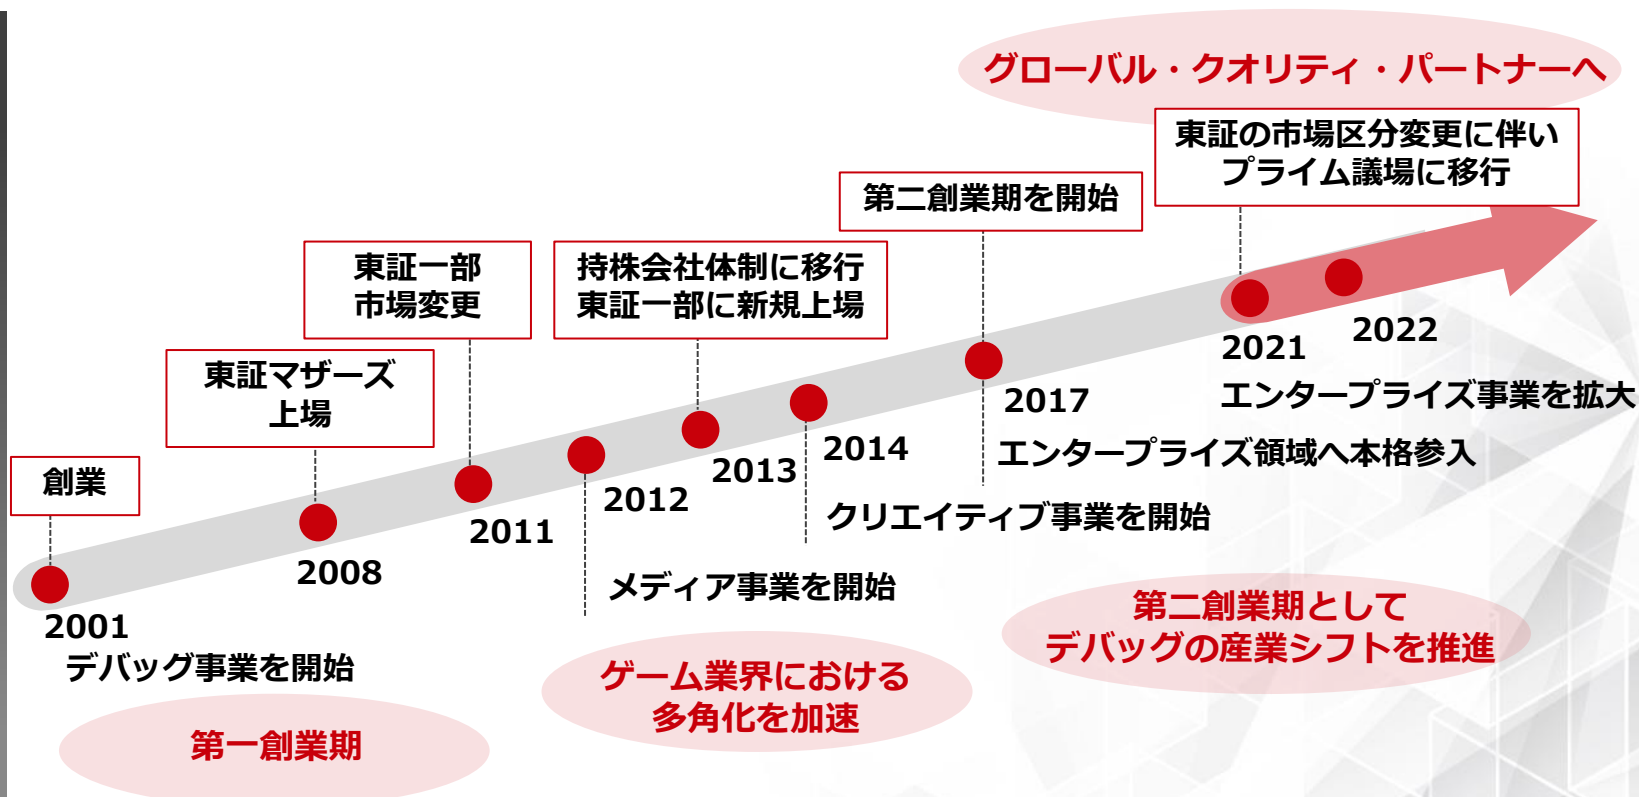 グローバル・クオリティ・パートナーへ
東証の市場区分変更に伴い
プライム議場に移行
第二創業期を開始
東証一部
市場変更
持株会社体制に移行
東証一部に新規上場
東証マザーズ
上場
創業
2001
デバッグ事業を開始
2008
2011
2012
メディア事業を開始
2013
2014
クリエイティブ事業を開始
2017
エンタープライズ領域へ本格参入
2021
2022
エンタープライズ事業を拡大
第一創業期
ゲーム業界における
多角化を加速
第二創業期として
デバッグの産業シフトを推進